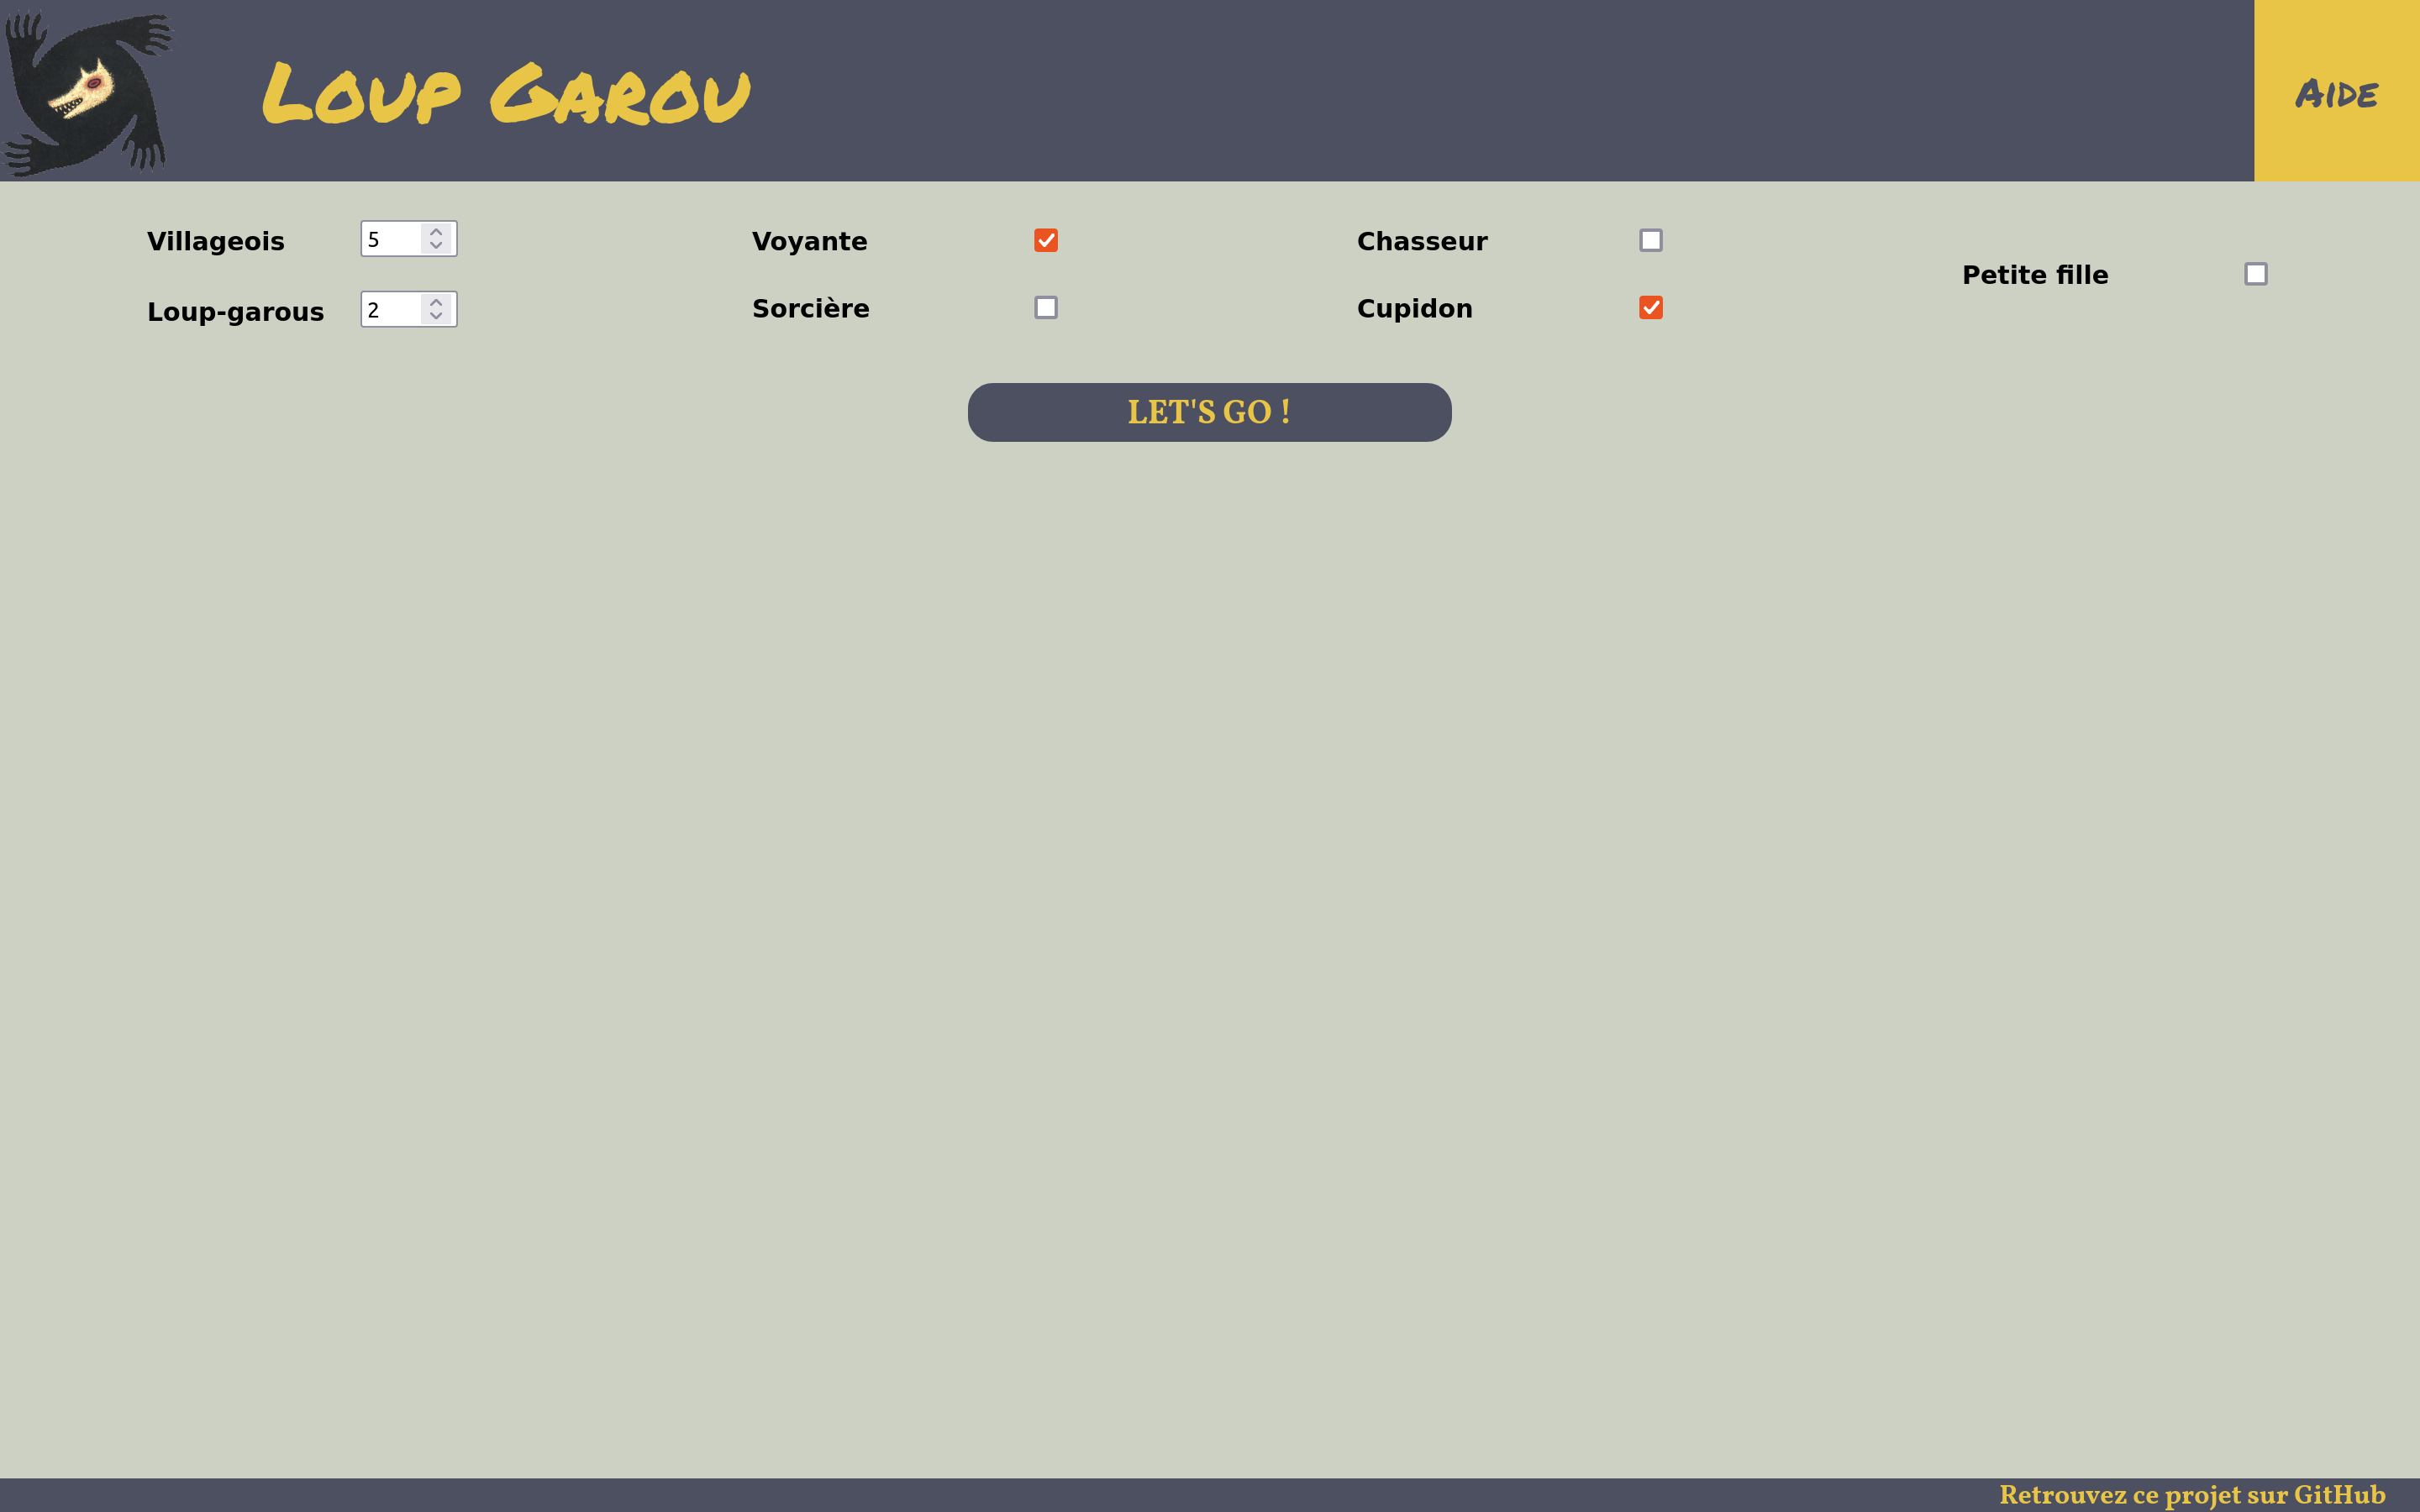 Loup Garou
Aide
Villageois 5
Loup-garous 2
Voyante
Sorcière
Chasseur
Cupidon
Petite fille
LET'S GO !
Retrouvez ce projet sur GitHub